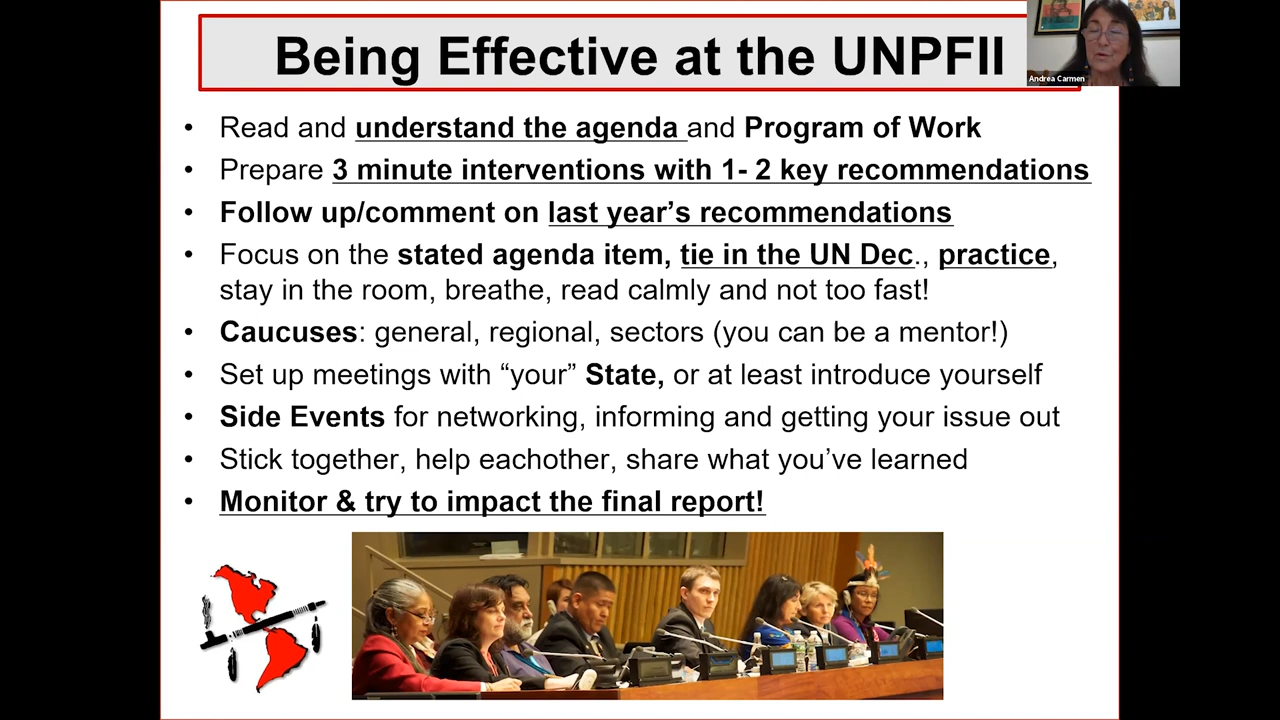 Being Effective at the UNPFII
Andrea Carmen
• Read and understand the agenda and Program of Work
• Prepare 3 minute interventions with 1- 2 key recommendations
• Follow up/comment on last year’s recommendations
• Focus on the stated agenda item, tie in the UN Dec., practice,
stay in the room, breathe, read calmly and not too fast!
• Caucuses: general, regional, sectors (you can be a mentor!)
• Set up meetings with “your” State, or at least introduce yourself
• Side Events for networking, informing and getting your issue out
• Stick together, help eachother, share what you’ve learned
• Monitor & try to impact the final report!